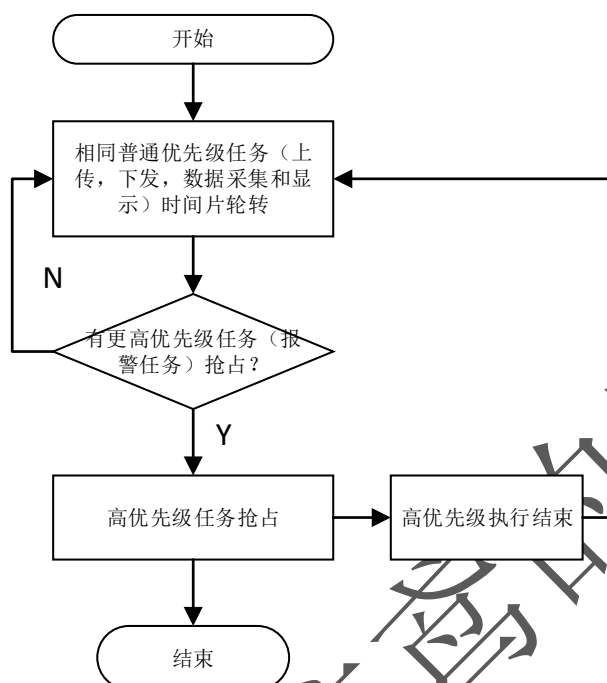 开始
相同普通优先级任务（上
传，下发，数据采集和显
示）时间片轮转
N
有更高优先级任务（报
警任务）抢占？
Y
高优先级任务抢占
高优先级执行结束
结束